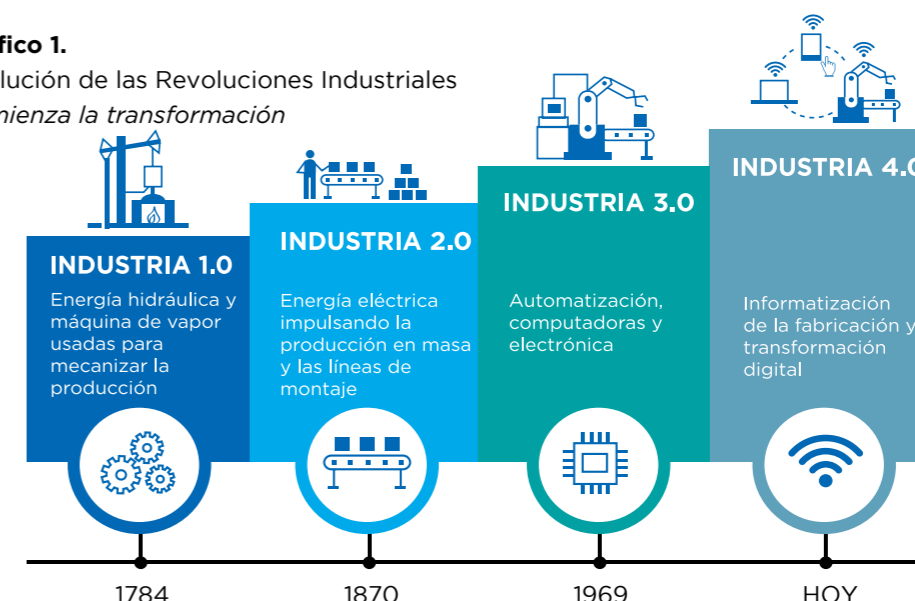 fico 1.
lución de las Revoluciones Industriales
mienza la transformación
INDUSTRIA 1.0
Energía hidráulica y
máquina de vapor
usadas para
mecanizar la
producción
INDUSTRIA 2.0
Energía eléctrica
impulsando la
producción en masa
y las líneas de
montaje
INDUSTRIA 3.0
Automatización,
computadoras y
electrónica
INDUSTRIA 4.0
Informatización
de la fabricación y
transformación
digital
1784
1870
1969
HOY